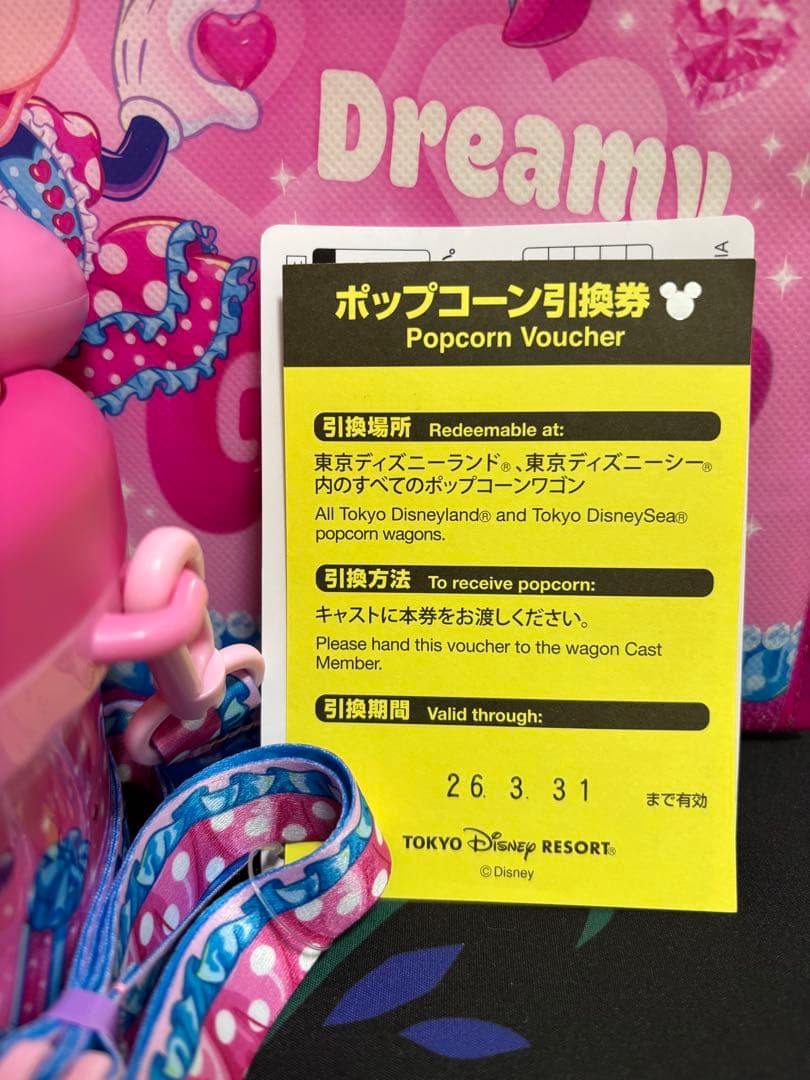 Dreamy
ポップコーン引換券
Popcorn Voucher
引換場所 Redeemable at:
東京ディズニーランド®、東京ディズニーシー®
内のすべてのポップコーンワゴン
All Tokyo Disneyland® and Tokyo DisneySea®
popcorn wagons.
引換方法 To receive popcorn:
キャストに本券をお渡しください。
Please hand this voucher to the wagon Cast
Member.
引換期間 Valid through:
26. 3. 31
まで有効
TOKYO Disney RESORT®
©Disney